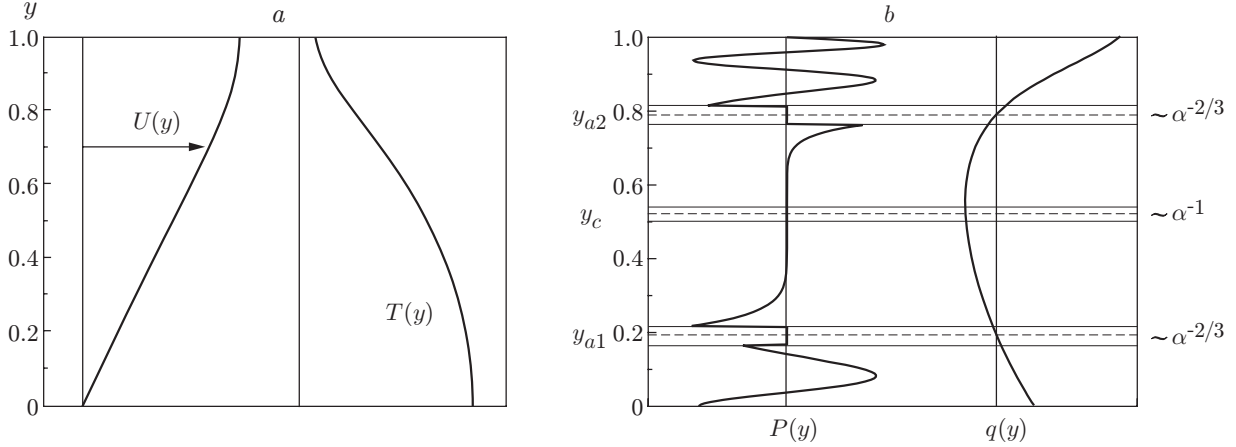 y a b
1.0 1.0
U(y)
0.8 0.8
y_{a2} ~α^{-2/3}
0.6 0.6
y_c ~α^{-1}
0.4 0.4
T(y)
0.2 0.2
y_{a1} ~α^{-2/3}
0 0
P(y) q(y)